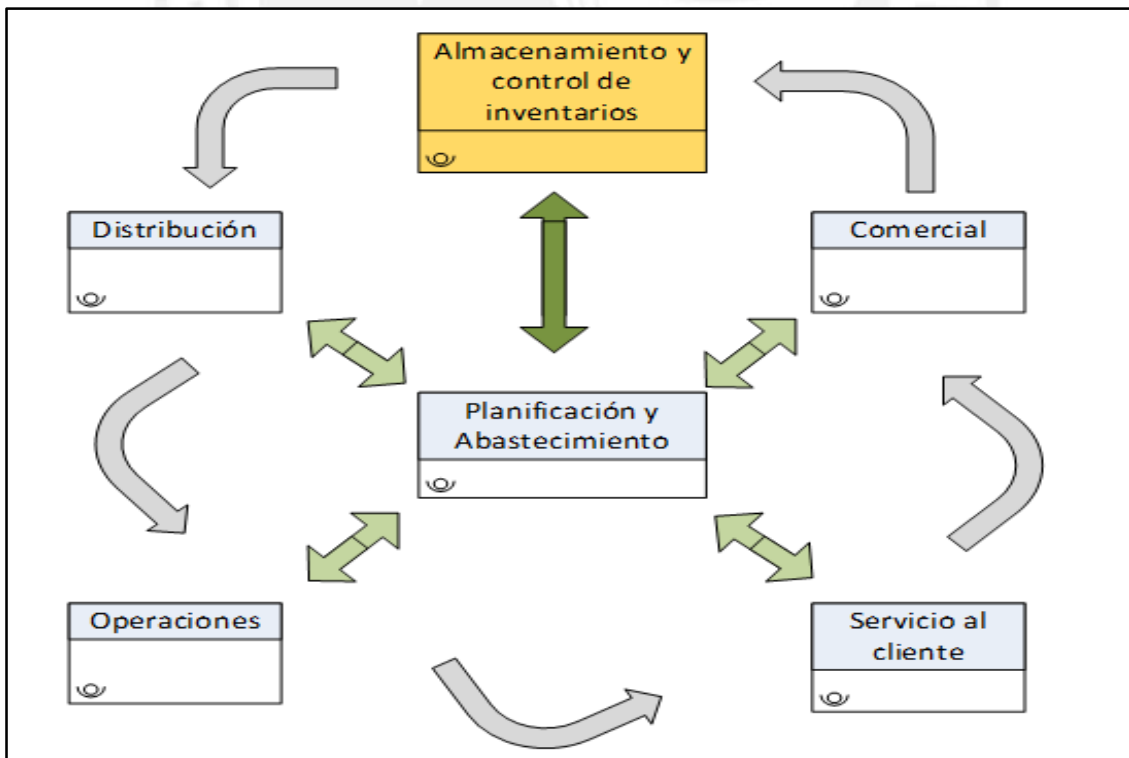 Almacenamiento y
control de
inventarios
Distribución
Comercial
Planificación y
Abastecimiento
Operaciones
Servicio al
cliente